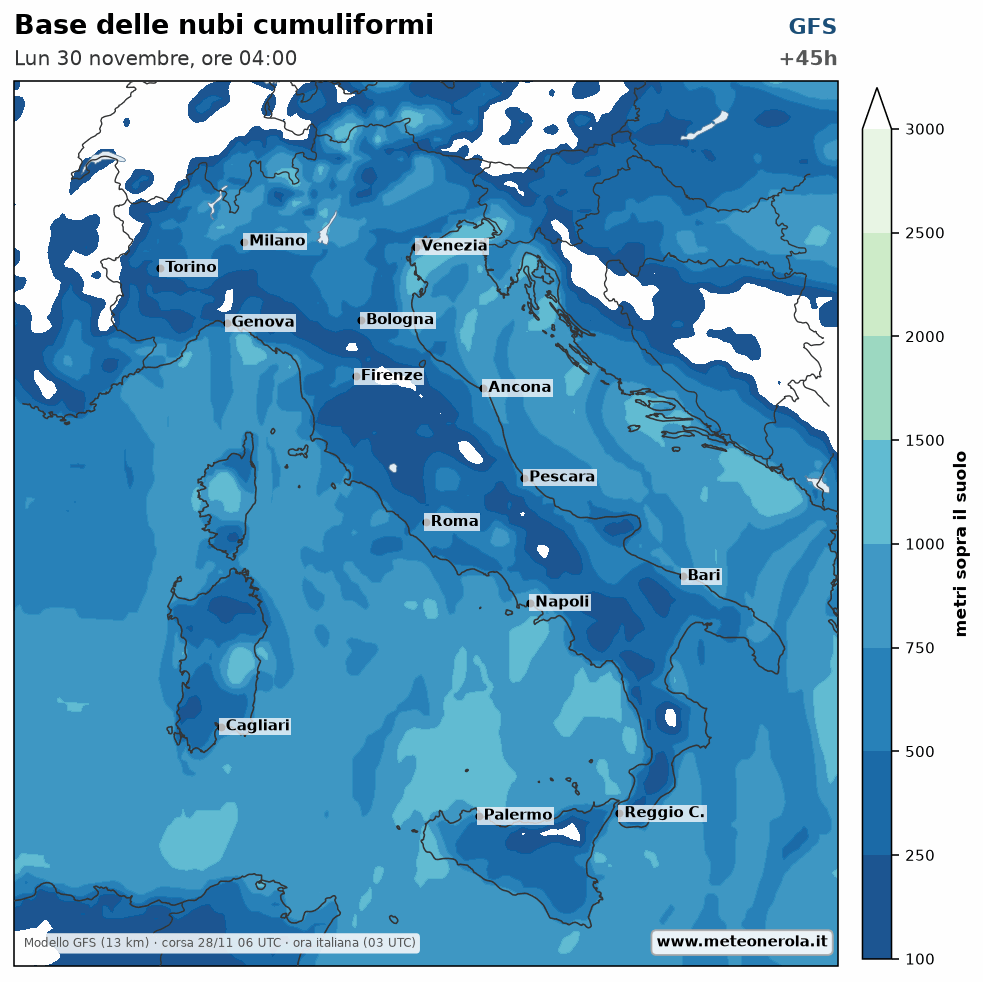 Base delle nubi cumuliformi
GFS
Lun 30 novembre, ore 04:00
+45h
3000
2500
2000
1500
1000
750
500
250
100
metri sopra il suolo
Milano
Venezia
Torino
Genova
Bologna
Firenze
Ancona
Pescara
Roma
Bari
Napoli
Cagliari
Palermo
Reggio C.
Modello GFS (13 km) · corsa 28/11 06 UTC · ora italiana (03 UTC)
www.meteonerola.it